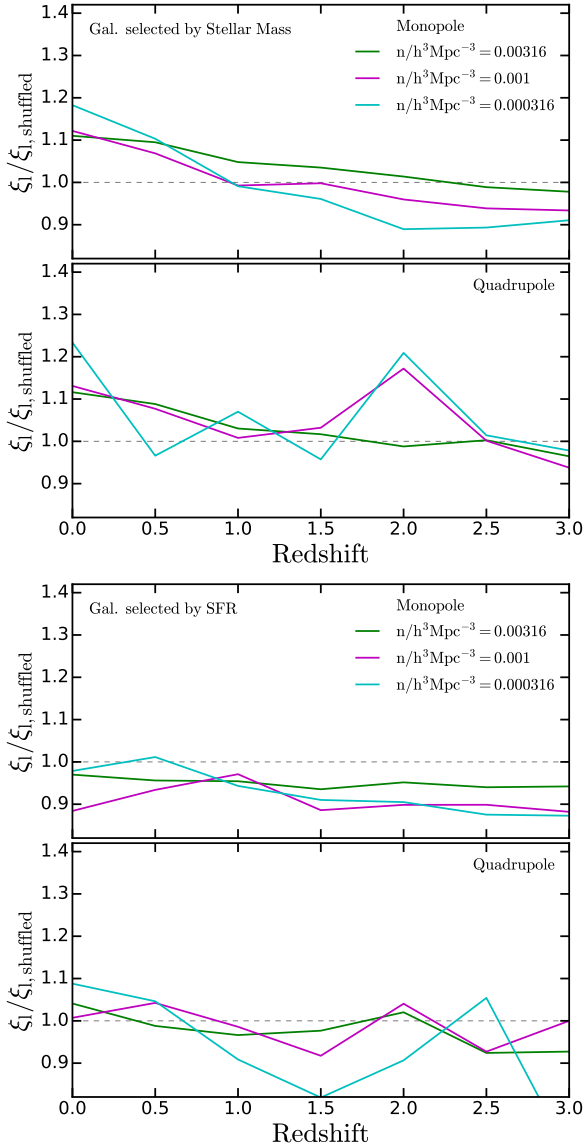 Gal. selected by Stellar Mass
Monopole
n/h³Mpc⁻³ = 0.00316
n/h³Mpc⁻³ = 0.001
n/h³Mpc⁻³ = 0.000316
1.4
1.3
1.2
1.1
1.0
0.9
ξₗ/ξₗ,shuffled
Quadrupole
1.4
1.3
1.2
1.1
1.0
0.9
ξₗ/ξₗ,shuffled
0.0 0.5 1.0 1.5 2.0 2.5 3.0
Redshift
Gal. selected by SFR
Monopole
n/h³Mpc⁻³ = 0.00316
n/h³Mpc⁻³ = 0.001
n/h³Mpc⁻³ = 0.000316
1.4
1.3
1.2
1.1
1.0
0.9
ξₗ/ξₗ,shuffled
Quadrupole
1.4
1.3
1.2
1.1
1.0
0.9
ξₗ/ξₗ,shuffled
0.0 0.5 1.0 1.5 2.0 2.5 3.0
Redshift